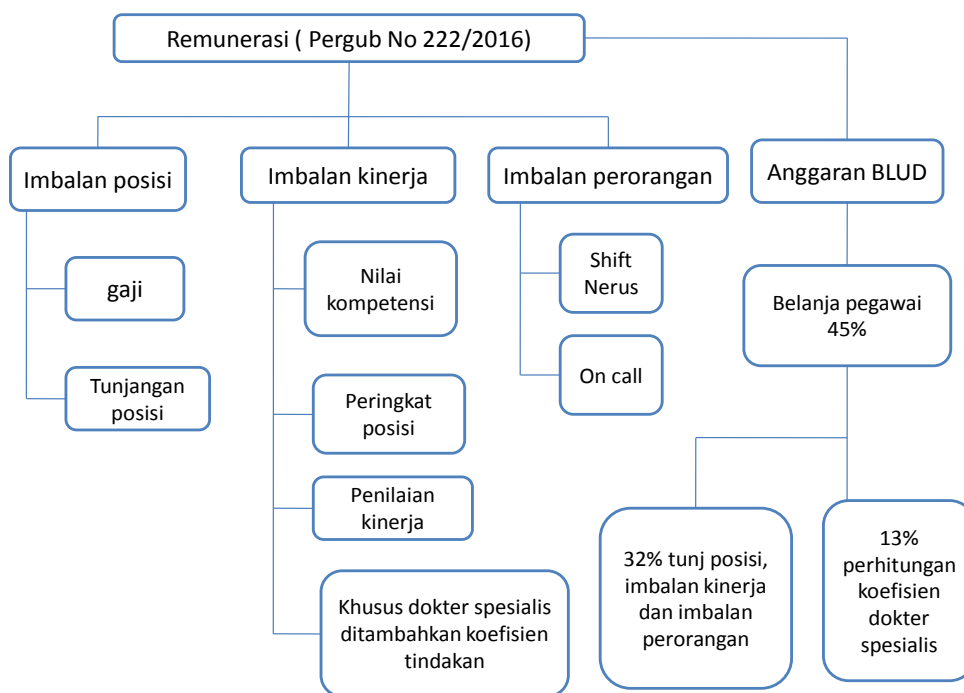 Remunerasi ( Pergub No 222/2016)
Imbalan posisi
Imbalan kinerja
Imbalan perorangan
Anggaran BLUD
gaji
Tunjangan
posisi
Nilai
kompetensi
Peringkat
posisi
Penilaian
kinerja
Khusus dokter spesialis
ditambahkan koefisien
tindakan
Shift
Nerus
On call
Belanja pegawai
45%
32% tunj posisi,
imbalan kinerja
dan imbalan
perorangan
13%
perhitungan
koefisien
dokter
spesialis